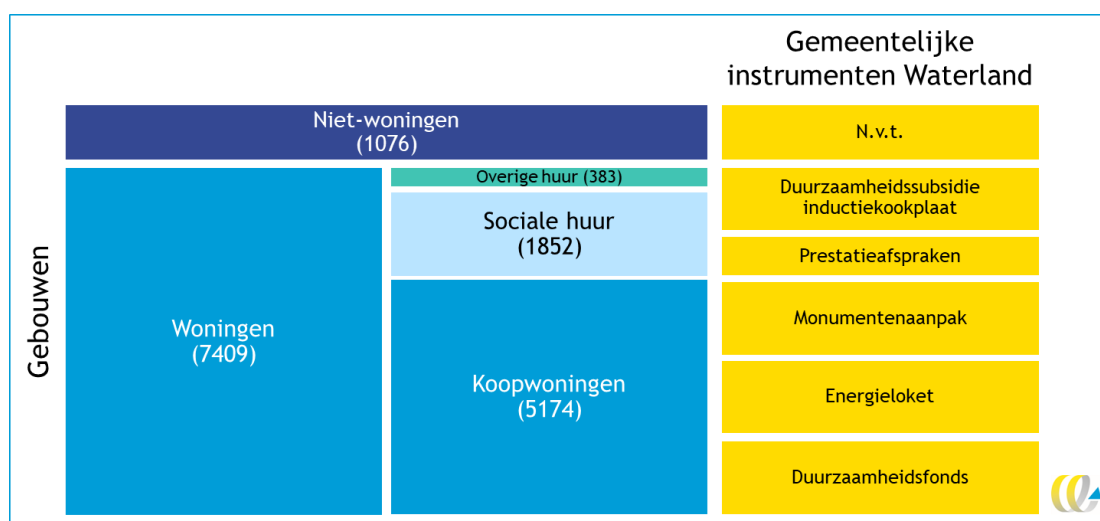 Gemeentelijke
instrumenten Waterland
Niet-woningen
(1076)
N.v.t.
Gebouwen
Woningen
(7409)
Overige huur (383)
Sociale huur
(1852)
Koopwoningen
(5174)
Duurzaamheidssubsidie
inductiekookplaat
Prestatieafspraken
Monumentenaanpak
Energieloket
Duurzaamheidsfonds